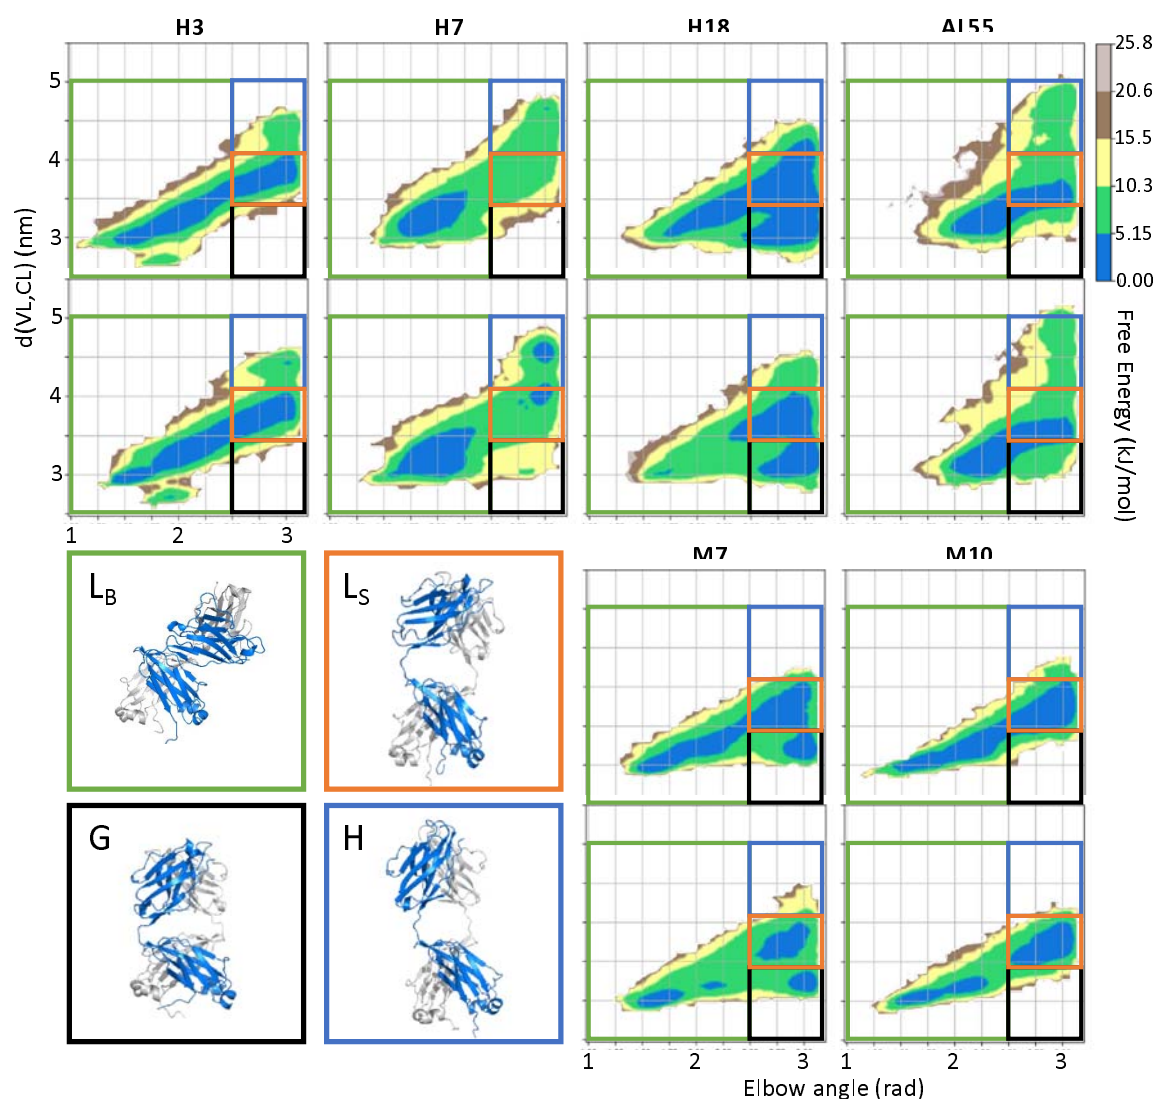 H3 H7 H18 AL55
25.8
20.6
15.5
10.3
5.15
0.00
Free Energy (kJ/mol)
d(VL,CL) (nm)
5
4
3
5
4
3
1 2 3
M7 M10
LB LS
G H
1 2 3 1 2 3
Elbow angle (rad)